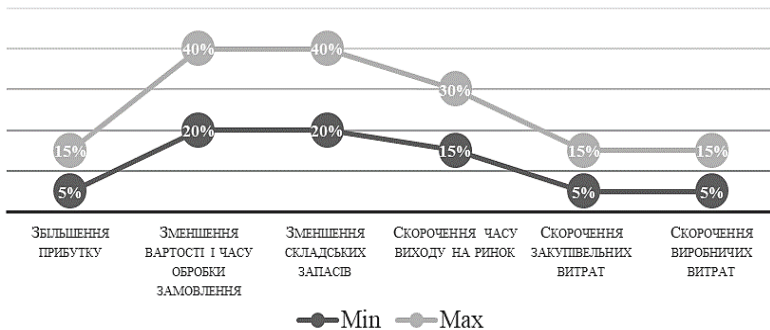 40% 40%
30%
15% 15% 15%
20% 20%
15%
5% 5% 5%
ЗБІЛЬШЕННЯ
ПРИБУТКУ
ЗМЕНШЕННЯ
ВАРТОСТІ І ЧАСУ
ОБРОБКИ
ЗАМОВЛЕННЯ
ЗМЕНШЕННЯ
СКЛАДСЬКИХ
ЗАПАСІВ
СКОРОЧЕННЯ ЧАСУ
ВИХОДУ НА РИНОК
СКОРОЧЕННЯ
ЗАКУПІВЕЛЬНИХ
ВИТРАТ
СКОРОЧЕННЯ
ВИРОБНИЧИХ
ВИТРАТ
Min Max